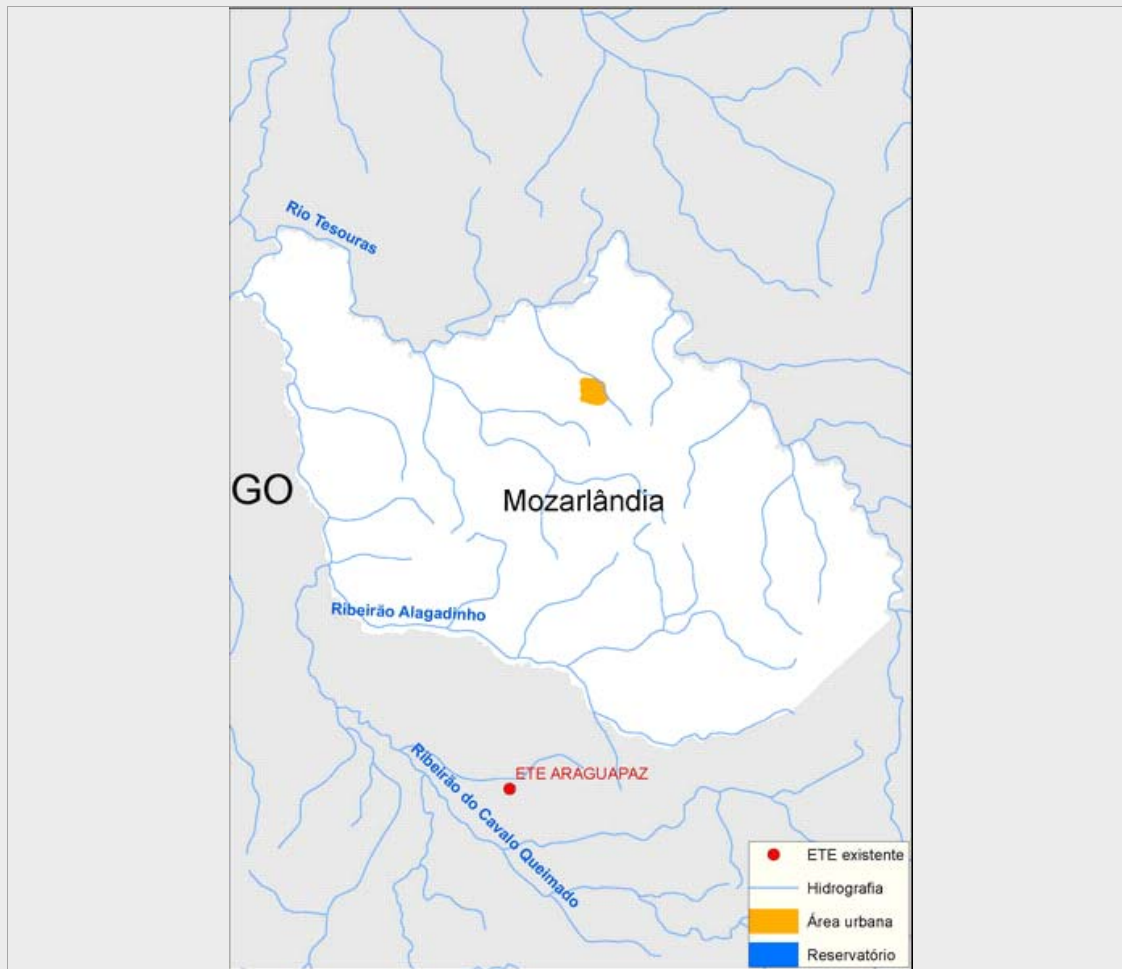 Rio Tesouras
GO
Mozarlândia
Ribeirão Alagadinho
Ribeirão do Cavalo Queimado
ETE ARAGUAPAZ
ETE existente
Hidrografia
Área urbana
Reservatório